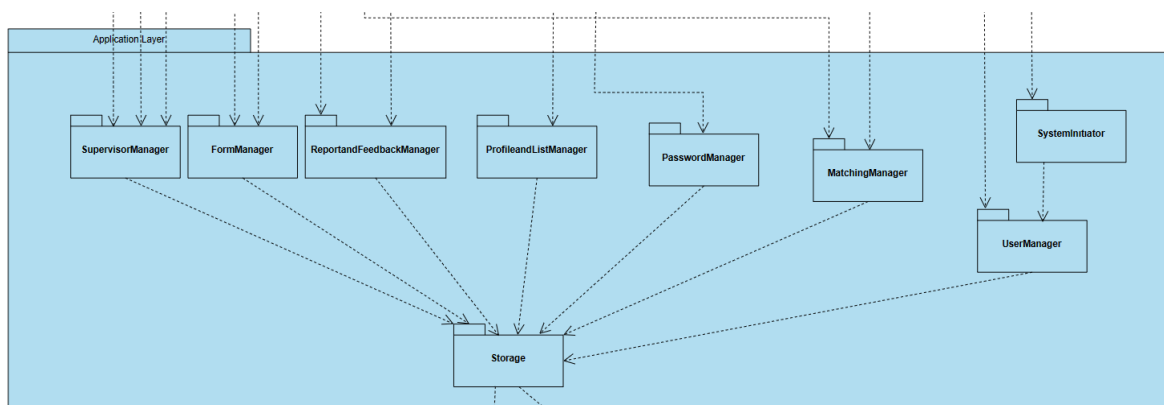 Application Layer
SupervisorManager
FormManager
ReportandFeedbackManager
ProfileandListManager
PasswordManager
MatchingManager
SystemInitiator
UserManager
Storage